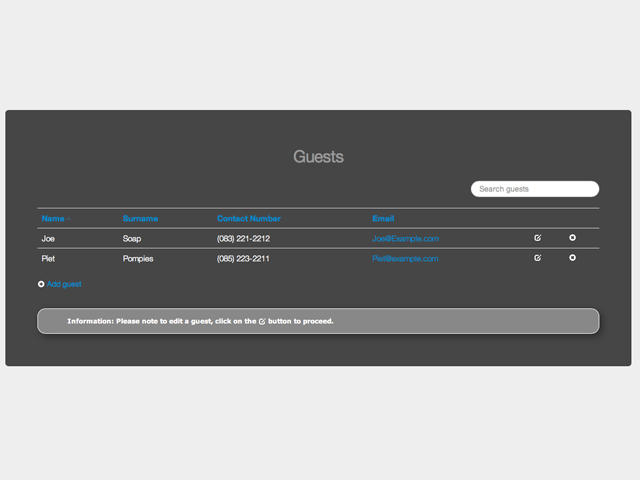 Guests
Search guests
Name Surname Contact Number Email
Joe Soap (083) 221-2212 Joe@Example.com
Piet Pompies (085) 223-2211 Piet@example.com
Add guest
Information: Please note to edit a guest, click on the button to proceed.